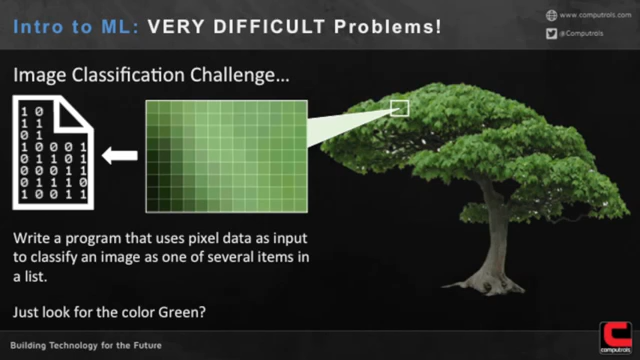 Intro to ML: VERY DIFFICULT Problems!
www.computrols.com
@Computrols
Image Classification Challenge...
1 0
1 1
0 1
1 0 0 0 1
0 1 1 0 1
0 0 0 1 1
0 1 1 1 0
1 0 0 1 1
Write a program that uses pixel data as input
to classify an image as one of several items in
a list.
Just look for the color Green?
Building Technology for the Future
computrols